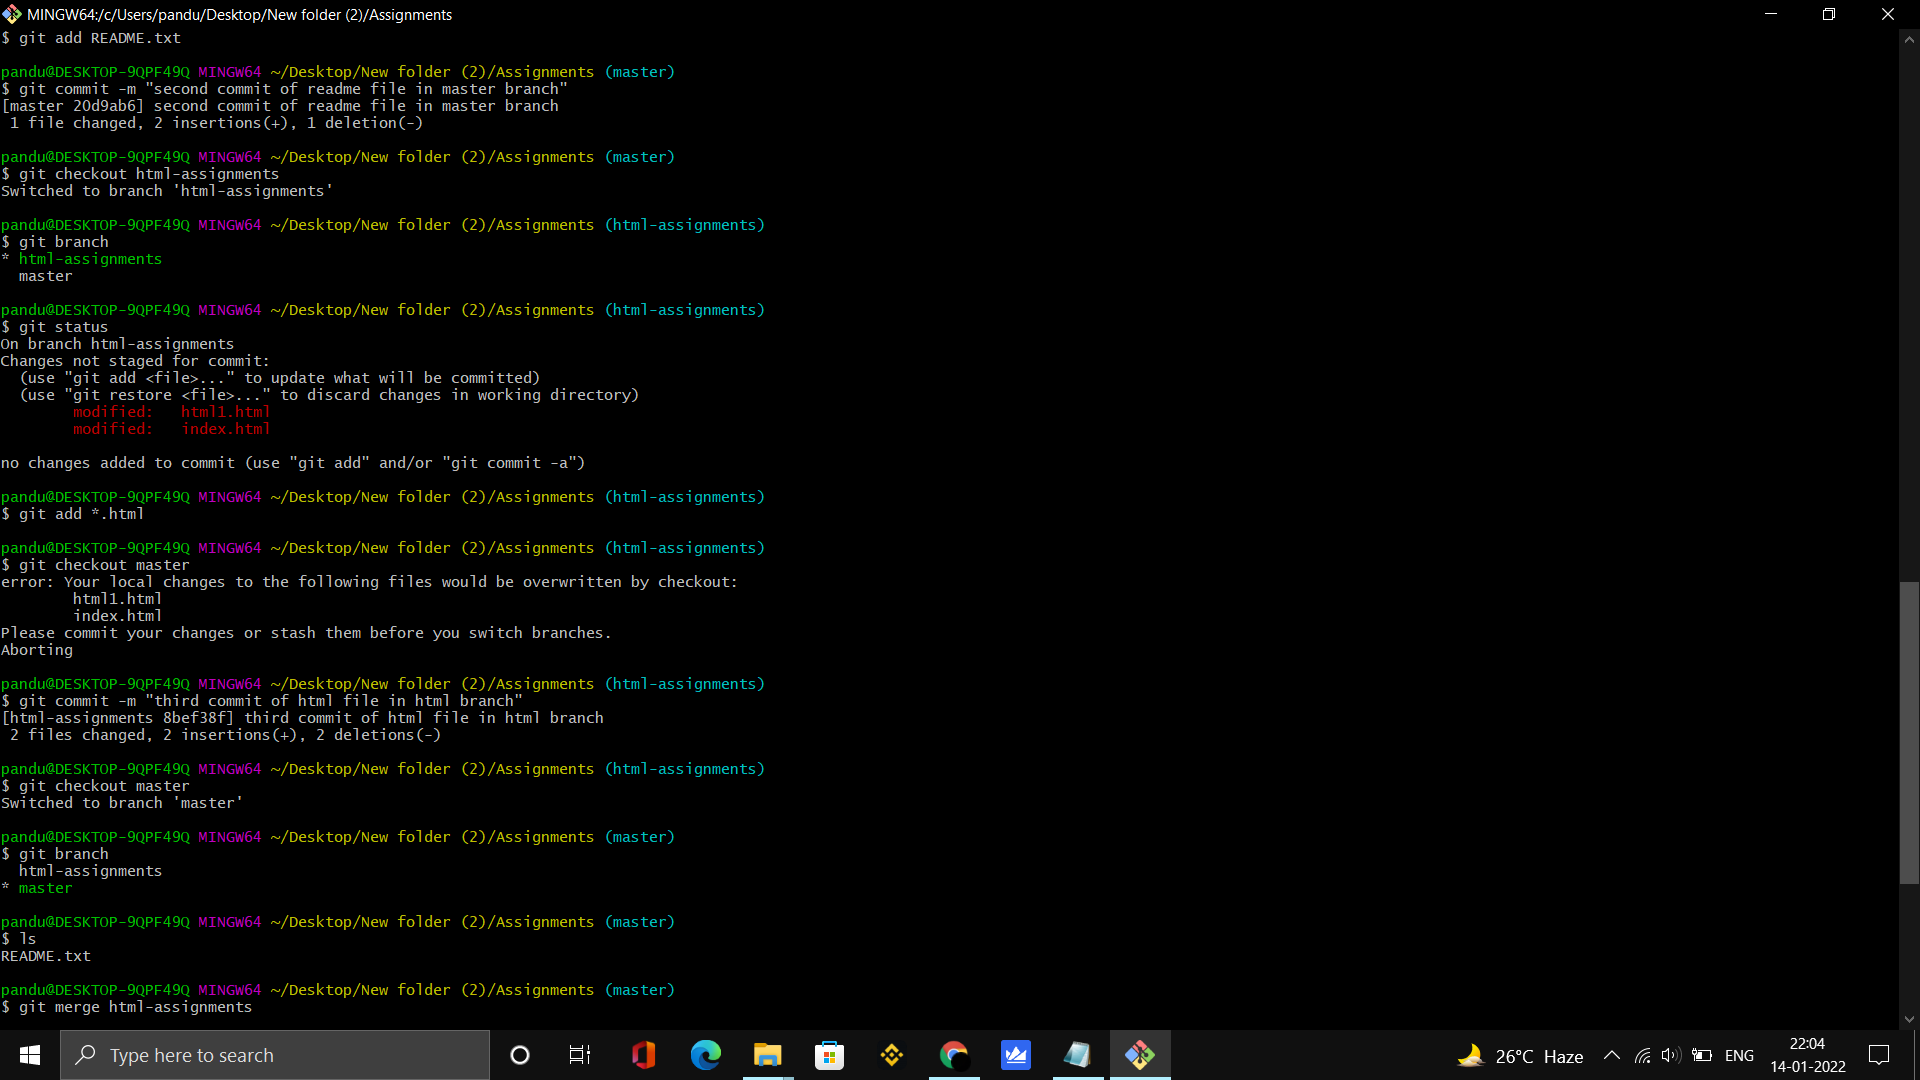 MINGW64:/c/Users/pandu/Desktop/New folder (2)/Assignments
$ git add README.txt
pandu@DESKTOP-9QPF49Q MINGW64 ~/Desktop/New folder (2)/Assignments (master)
$ git commit -m "second commit of readme file in master branch"
[master 20d9ab6] second commit of readme file in master branch
 1 file changed, 2 insertions(+), 1 deletion(-)
pandu@DESKTOP-9QPF49Q MINGW64 ~/Desktop/New folder (2)/Assignments (master)
$ git checkout html-assignments
Switched to branch 'html-assignments'
pandu@DESKTOP-9QPF49Q MINGW64 ~/Desktop/New folder (2)/Assignments (html-assignments)
$ git branch
* html-assignments
  master
pandu@DESKTOP-9QPF49Q MINGW64 ~/Desktop/New folder (2)/Assignments (html-assignments)
$ git status
On branch html-assignments
Changes not staged for commit:
  (use "git add <file>..." to update what will be committed)
  (use "git restore <file>..." to discard changes in working directory)
        modified:   html1.html
        modified:   index.html
no changes added to commit (use "git add" and/or "git commit -a")
pandu@DESKTOP-9QPF49Q MINGW64 ~/Desktop/New folder (2)/Assignments (html-assignments)
$ git add *.html
pandu@DESKTOP-9QPF49Q MINGW64 ~/Desktop/New folder (2)/Assignments (html-assignments)
$ git checkout master
error: Your local changes to the following files would be overwritten by checkout:
        html1.html
        index.html
Please commit your changes or stash them before you switch branches.
Aborting
pandu@DESKTOP-9QPF49Q MINGW64 ~/Desktop/New folder (2)/Assignments (html-assignments)
$ git commit -m "third commit of html file in html branch"
[html-assignments 8bef38f] third commit of html file in html branch
 2 files changed, 2 insertions(+), 2 deletions(-)
pandu@DESKTOP-9QPF49Q MINGW64 ~/Desktop/New folder (2)/Assignments (html-assignments)
$ git checkout master
Switched to branch 'master'
pandu@DESKTOP-9QPF49Q MINGW64 ~/Desktop/New folder (2)/Assignments (master)
$ git branch
  html-assignments
* master
pandu@DESKTOP-9QPF49Q MINGW64 ~/Desktop/New folder (2)/Assignments (master)
$ ls
README.txt
pandu@DESKTOP-9QPF49Q MINGW64 ~/Desktop/New folder (2)/Assignments (master)
$ git merge html-assignments
Type here to search
26°C Haze
ENG
22:04
14-01-2022